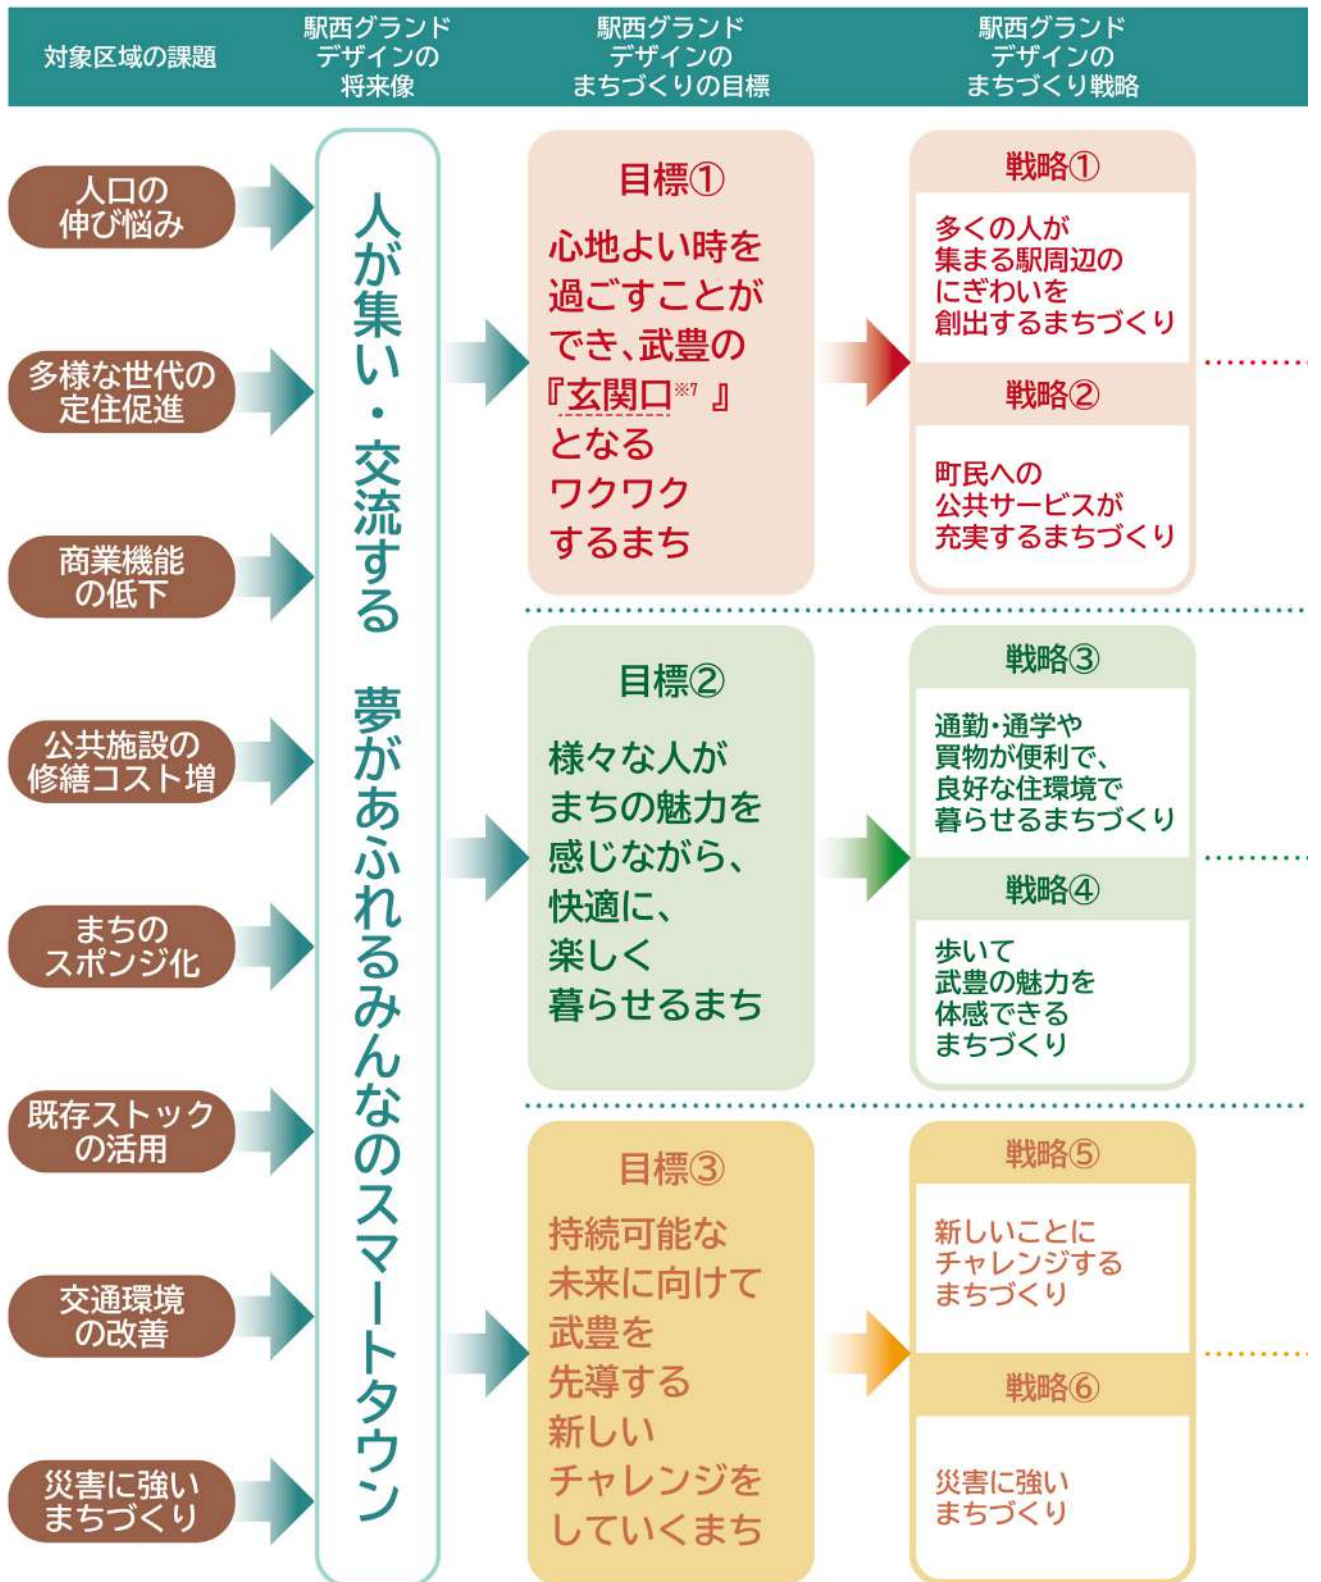 対象区域の課題
駅西グランド
デザインの
将来像
駅西グランド
デザインの
まちづくりの目標
駅西グランド
デザインの
まちづくり戦略
人口の
伸び悩み
多様な世代の
定住促進
商業機能
の低下
公共施設の
修繕コスト増
まちの
スポンジ化
既存ストック
の活用
交通環境
の改善
災害に強い
まちづくり
人が集い・交流する　夢があふれるみんなのスマートタウン
目標①
心地よい時を
過ごすことが
でき、武豊の
『玄関口※7 』
となる
ワクワク
するまち
戦略①
多くの人が
集まる駅周辺の
にぎわいを
創出するまちづくり
戦略②
町民への
公共サービスが
充実するまちづくり
目標②
様々な人が
まちの魅力を
感じながら、
快適に、
楽しく
暮らせるまち
戦略③
通勤・通学や
買物が便利で、
良好な住環境で
暮らせるまちづくり
戦略④
歩いて
武豊の魅力を
体感できる
まちづくり
目標③
持続可能な
未来に向けて
武豊を
先導する
新しい
チャレンジを
していくまち
戦略⑤
新しいことに
チャレンジする
まちづくり
戦略⑥
災害に強い
まちづくり